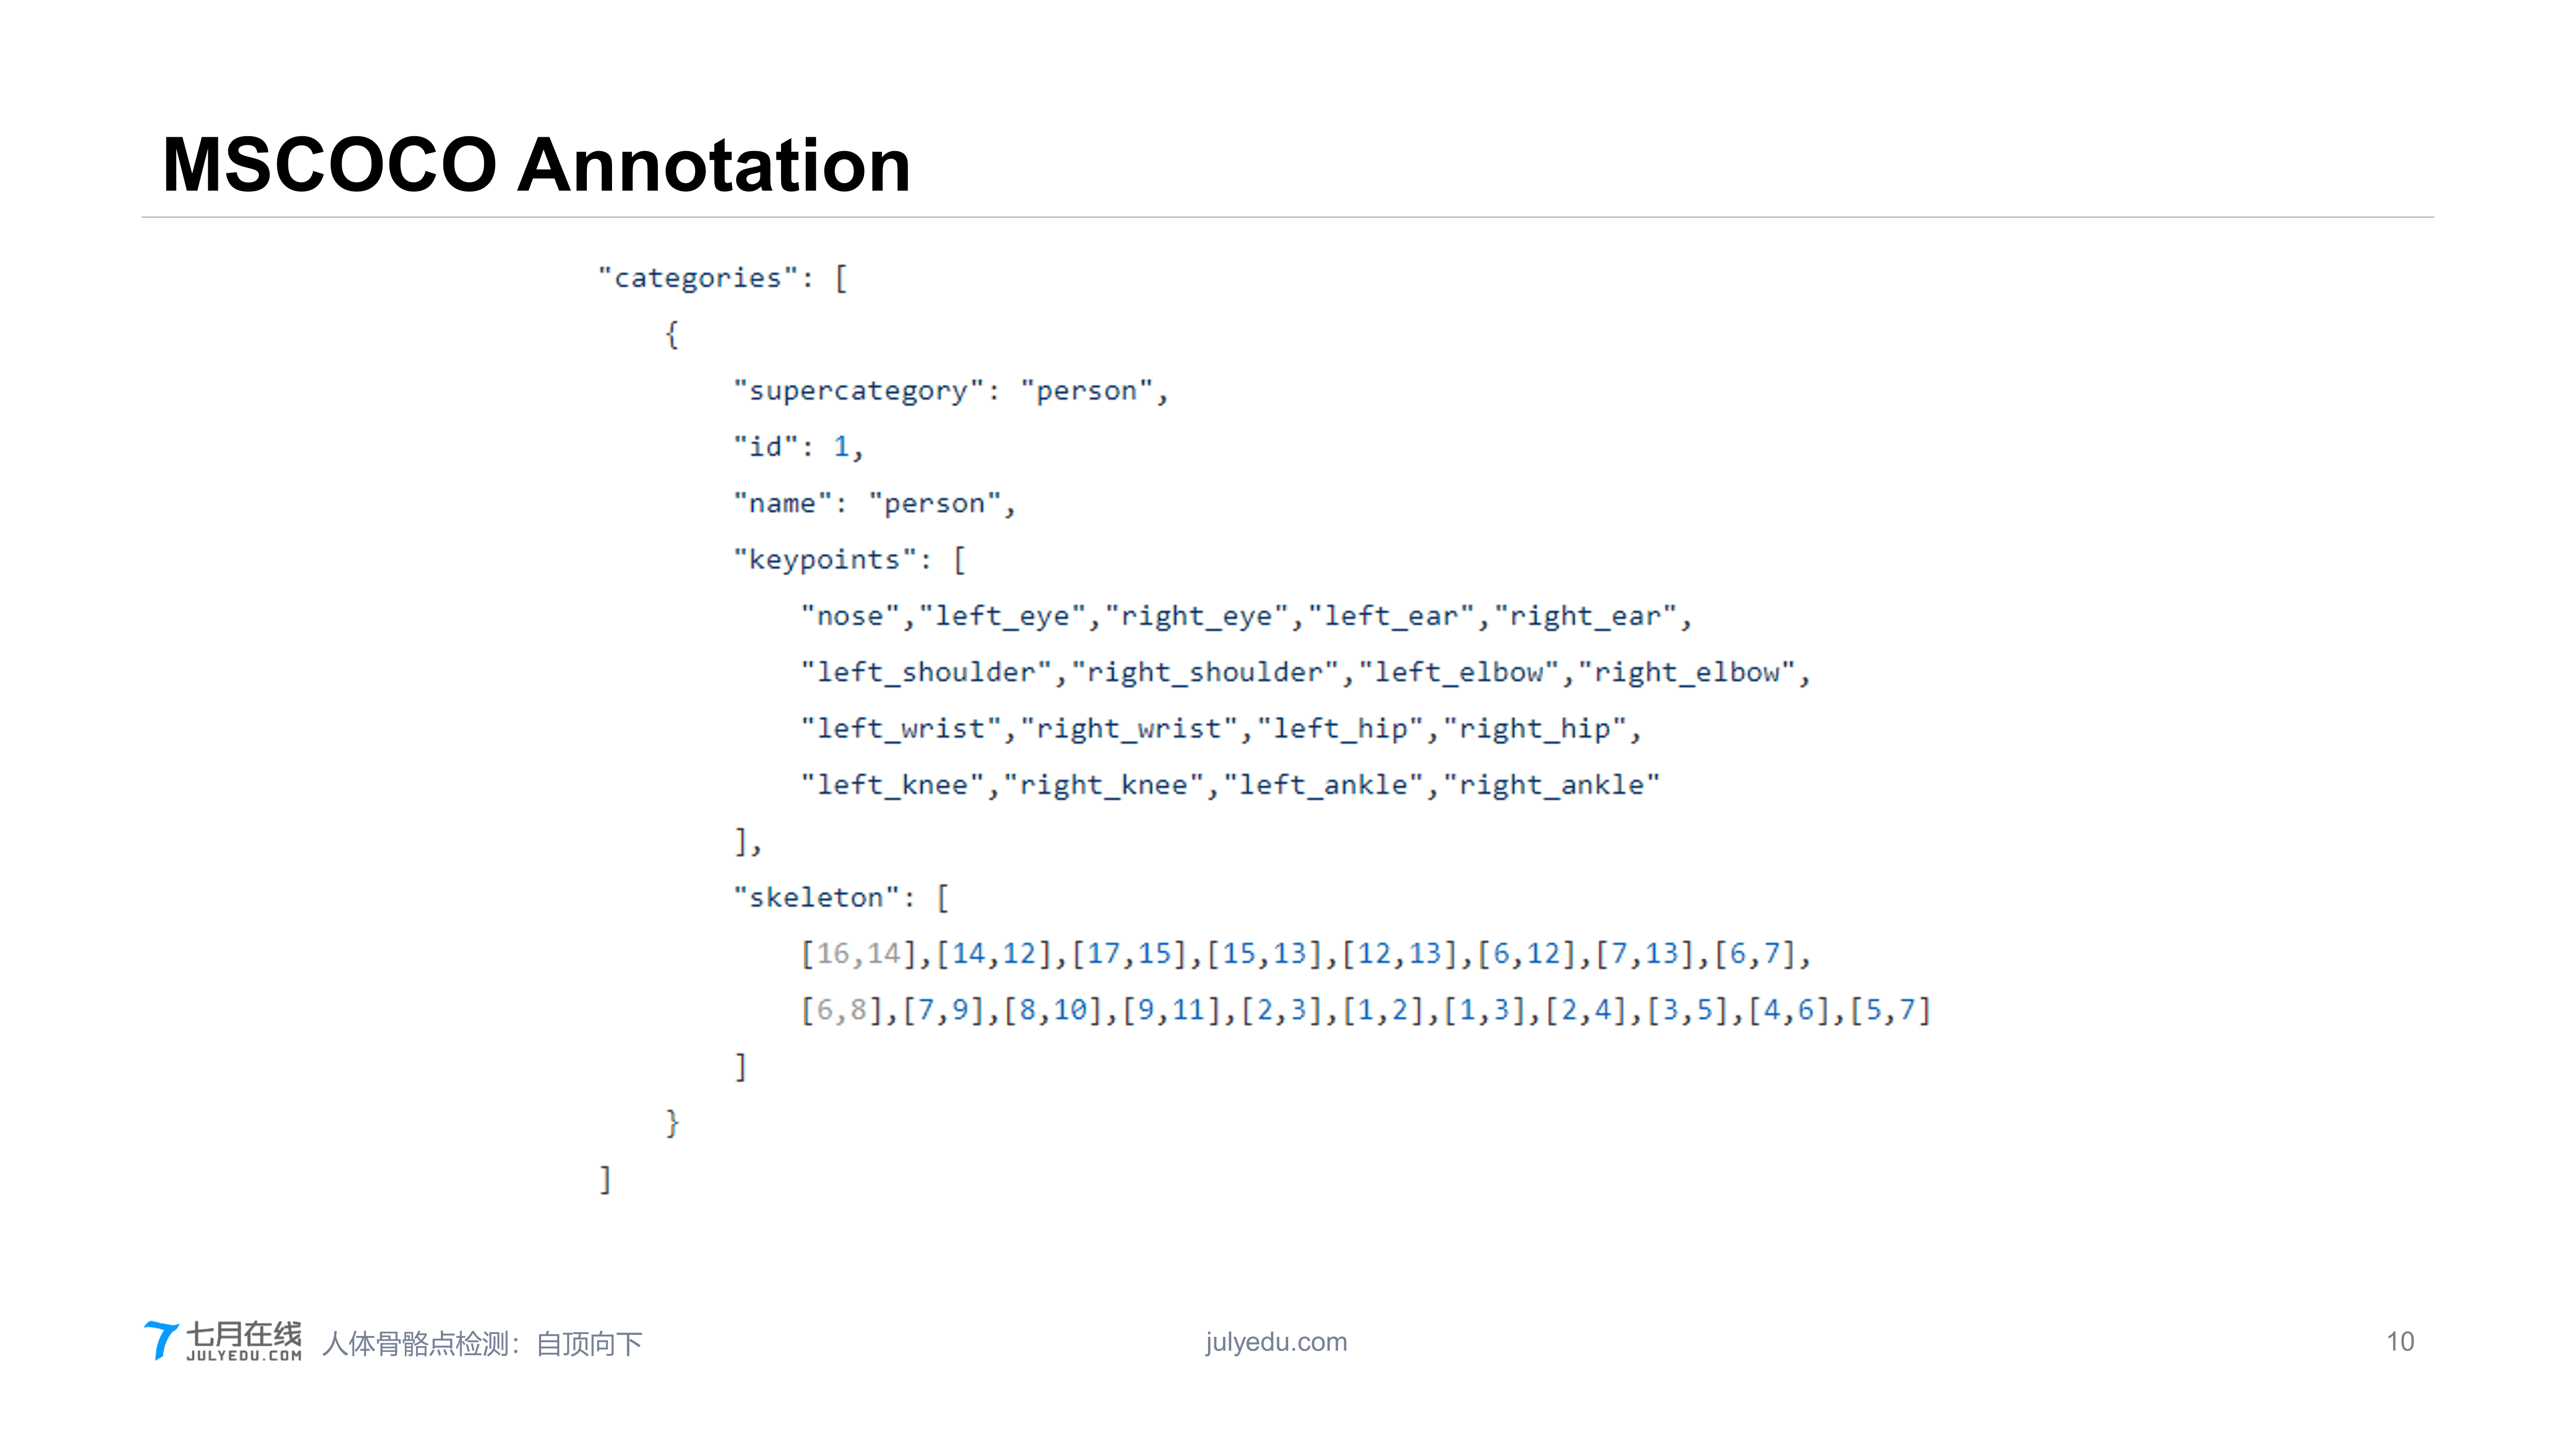 MSCOCO Annotation
"categories": [
{
"supercategory": "person",
"id": 1,
"name": "person",
"keypoints": [
"nose","left_eye","right_eye","left_ear","right_ear",
"left_shoulder","right_shoulder","left_elbow","right_elbow",
"left_wrist","right_wrist","left_hip","right_hip",
"left_knee","right_knee","left_ankle","right_ankle"
],
"skeleton": [
[16,14],[14,12],[17,15],[15,13],[12,13],[6,12],[7,13],[6,7],
[6,8],[7,9],[8,10],[9,11],[2,3],[1,2],[1,3],[2,4],[3,5],[4,6],[5,7]
]
}
]
七月在线
JULYEDU.COM
人体骨骼点检测：自顶向下
julyedu.com
10